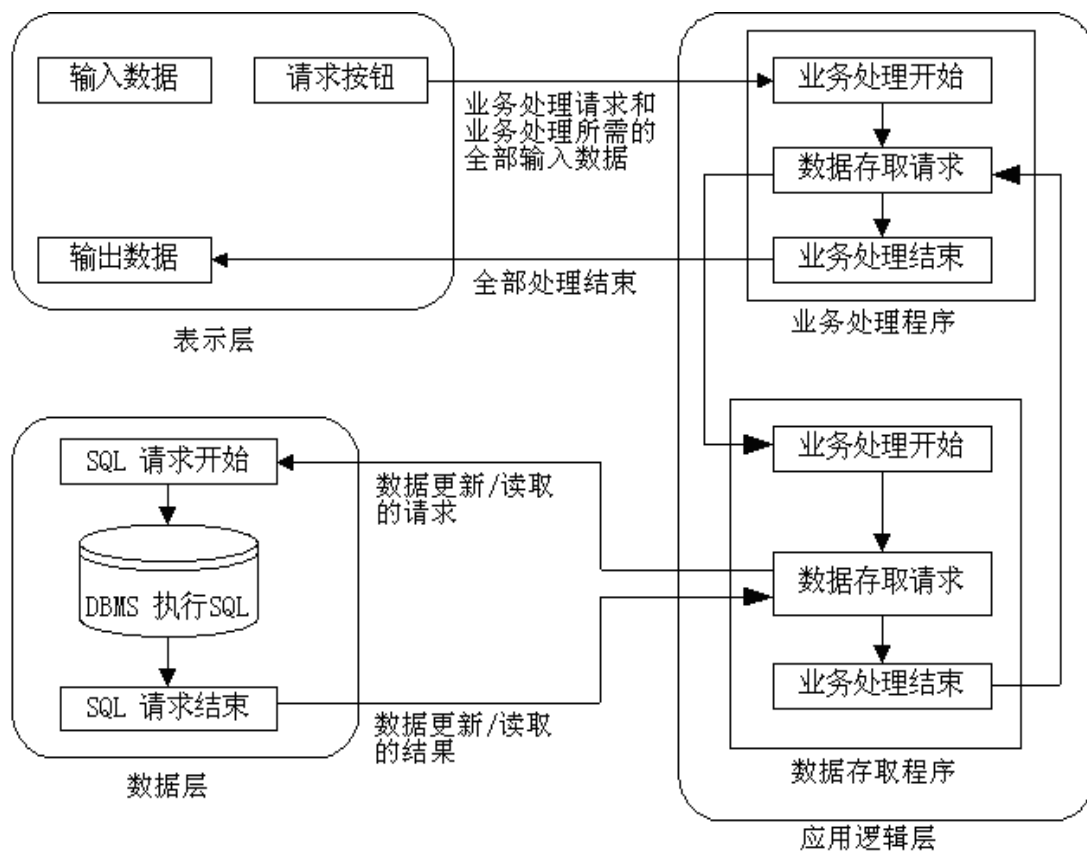 输入数据
请求按钮
业务处理请求和
业务处理所需的
全部输入数据
输出数据
全部处理结束
表示层
业务处理开始
数据存取请求
业务处理结束
业务处理程序
SQL 请求开始
DBMS 执行SQL
SQL 请求结束
数据层
数据更新/读取
的请求
数据更新/读取
的结果
业务处理开始
数据存取请求
业务处理结束
数据存取程序
应用逻辑层